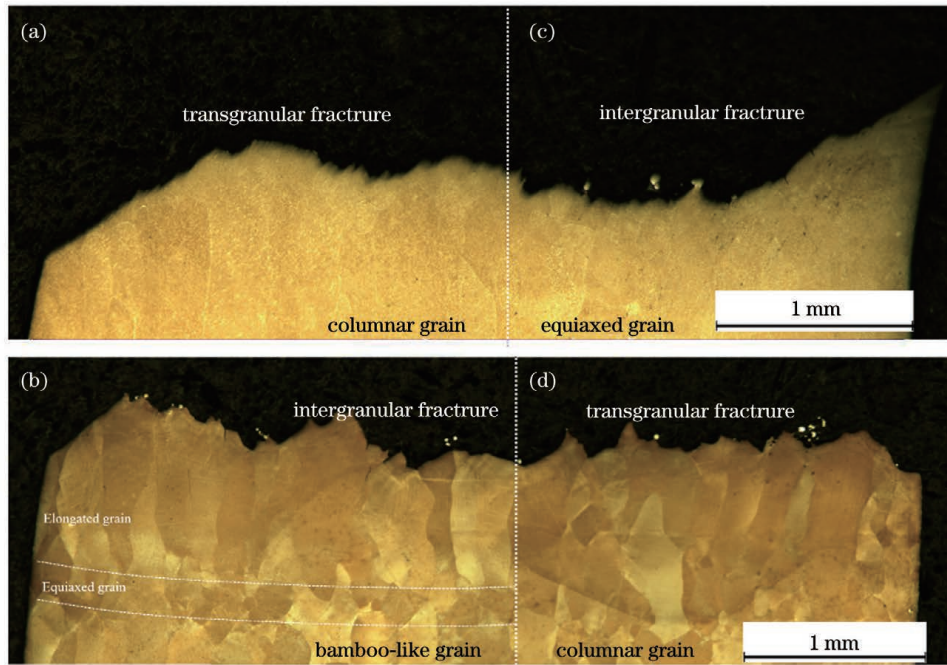 (a)
(c)
transgranular fractrure
intergranular fractrure
columnar grain
equiaxed grain
1 mm
(b)
(d)
intergranular fractrure
transgranular fractrure
Elongated grain
Equiaxed grain
bamboo-like grain
columnar grain
1 mm